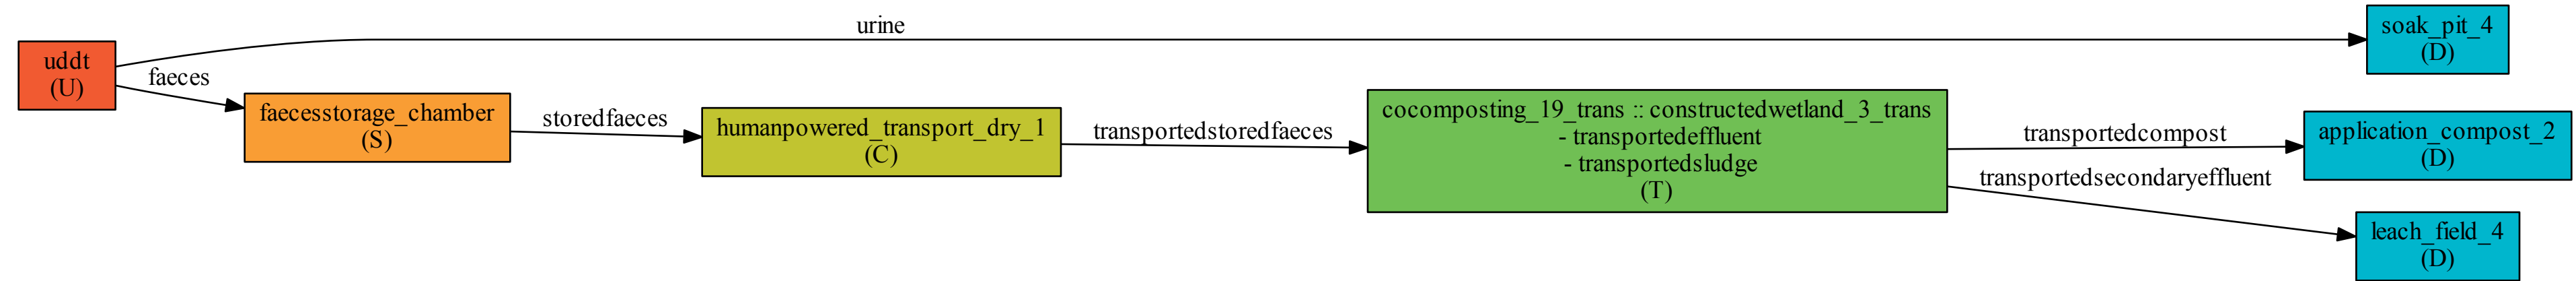 uddt
(U)
urine
faeces
faecesstorage_chamber
(S)
storedfaeces
humanpowered_transport_dry_1
(C)
transportedstoredfaeces
cocomposting_19_trans :: constructedwetland_3_trans
- transportedeffluent
- transportedsludge
(T)
transportedcompost
transportedsecondaryeffluent
soak_pit_4
(D)
application_compost_2
(D)
leach_field_4
(D)